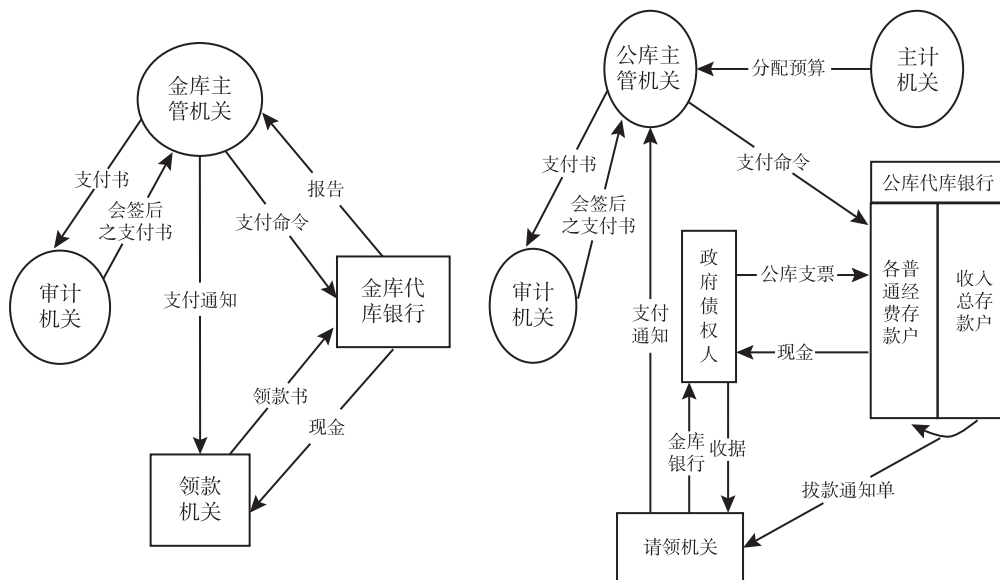 金库主
管机关
支付书
会签后
之支付书
审计
机关
支付通知
支付命令
报告
金库代
库银行
领款书
现金
领款
机关
公库主
管机关
分配预算
主计
机关
支付书
会签后
之支付书
审计
机关
支付命令
公库代库银行
各普
通经
费存
款户
收入
总存
款户
政
府
债
权
人
公库支票
现金
支付
通知
金库
银行
收据
拔款通知单
请领机关